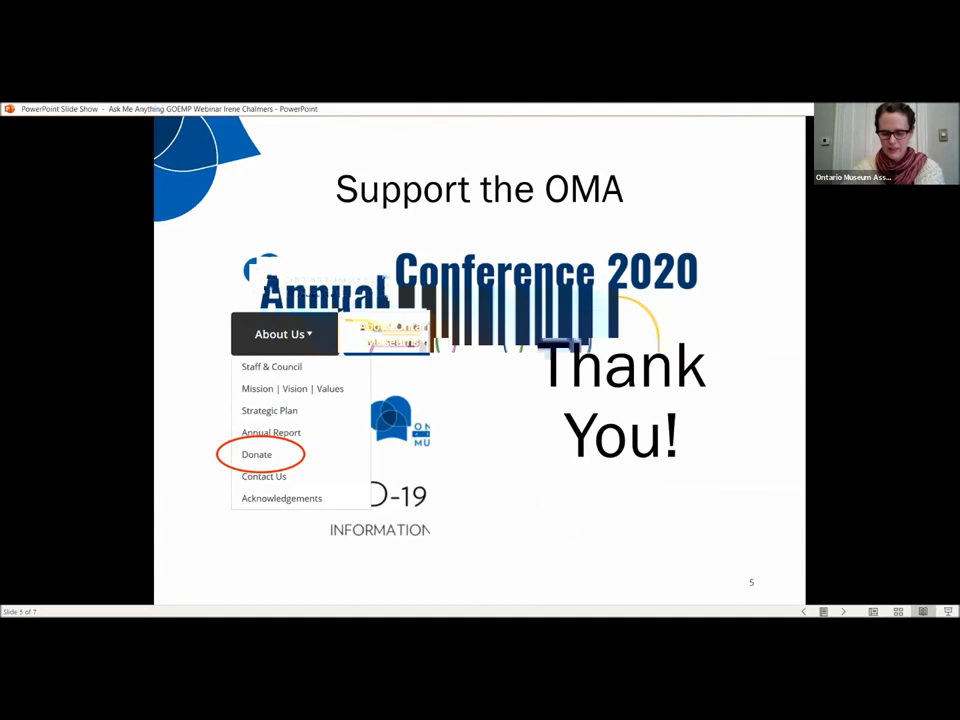 PowerPoint Slide Show - Ask Me Anything GOEMP Webinar Irene Chalmers - PowerPoint
Ontario Museum Ass...
Support the OMA
Annual Conference 2020
About Us
Staff & Council
Mission | Vision | Values
Strategic Plan
Annual Report
Donate
Contact Us
Acknowledgements
ON
MU
D-19
INFORMATION
Thank
You!
5
Slide 5 of 7